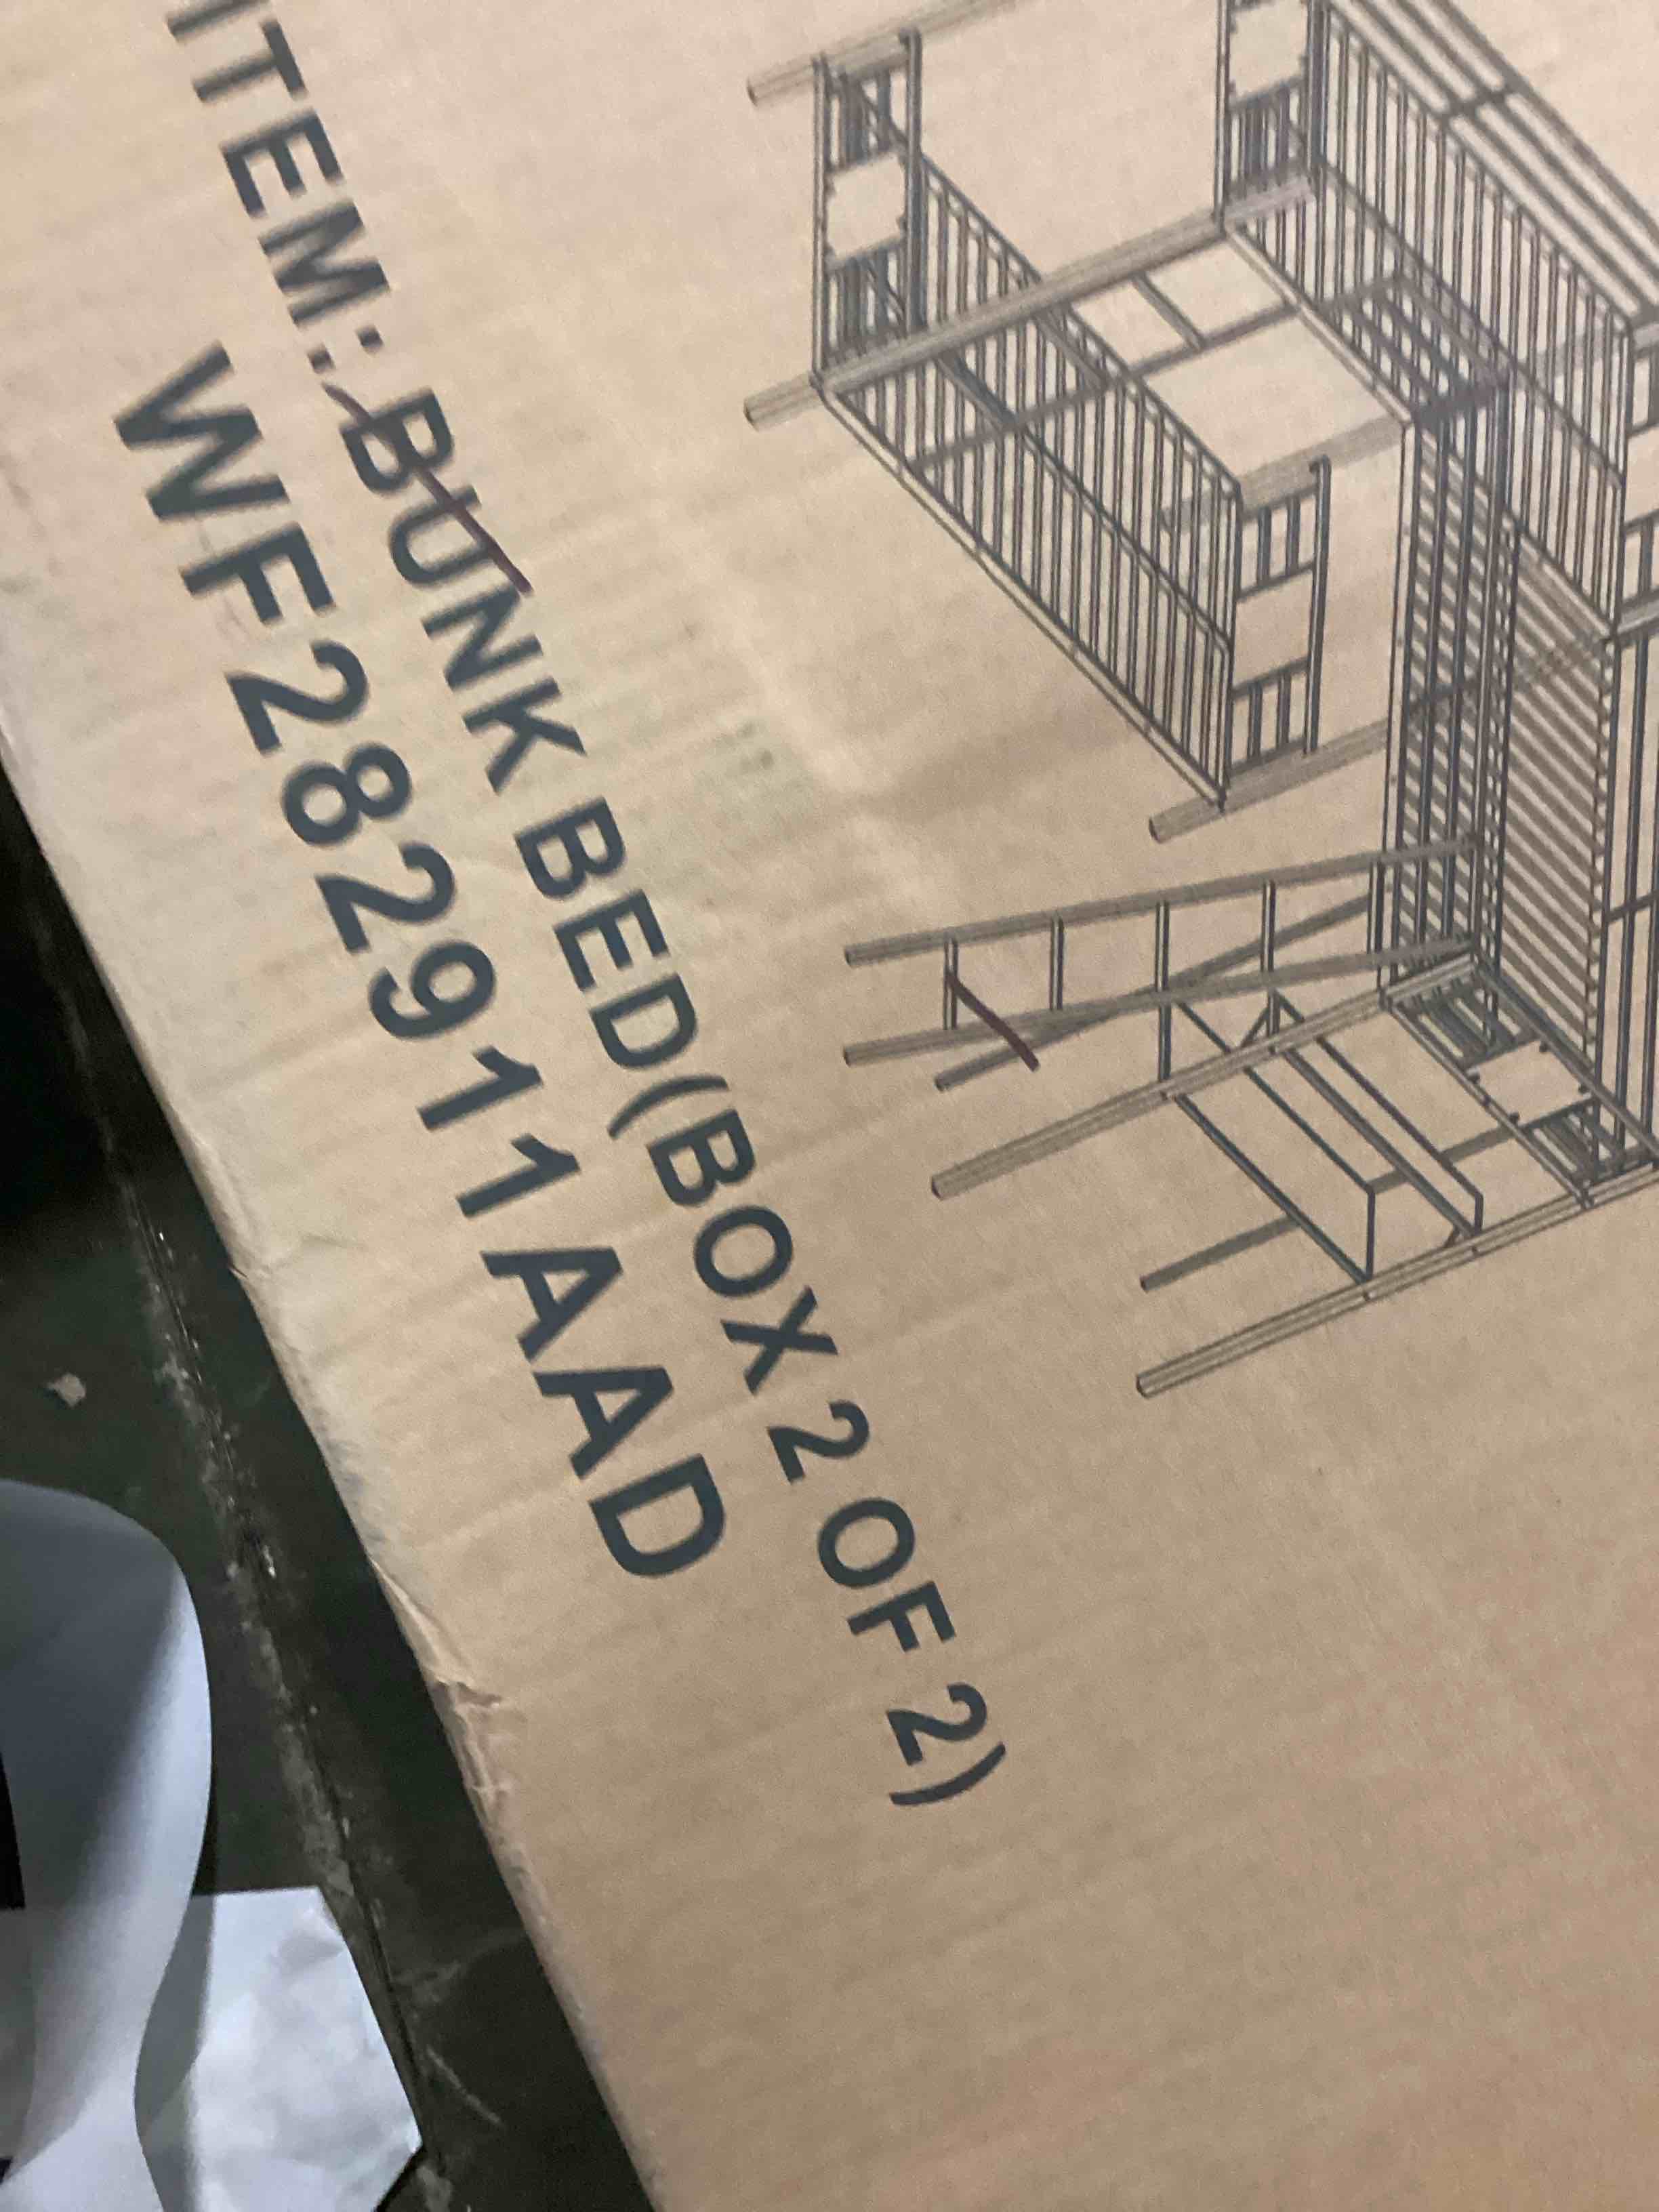 ITEM: BUNK BED(BOX 2 OF 2)
WF282911AAD